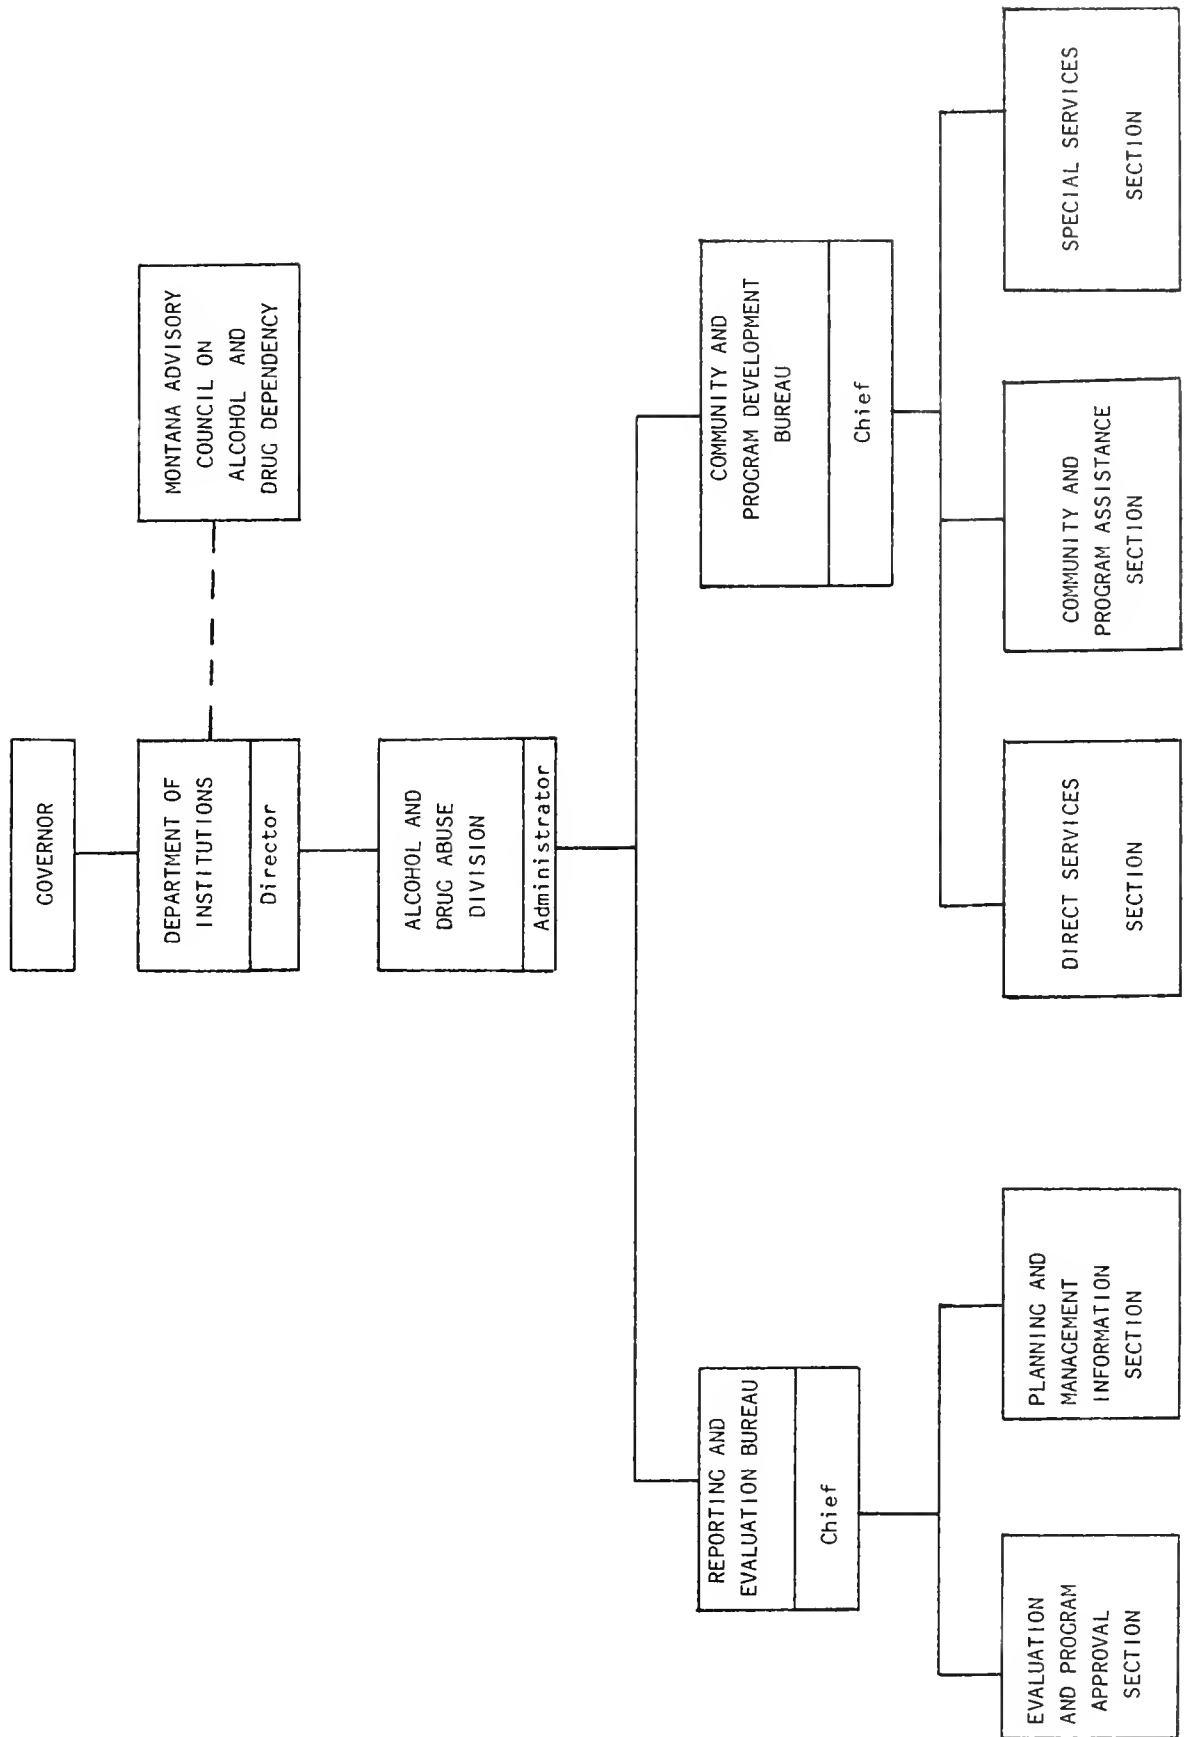 GOVERNOR
DEPARTMENT OF
INSTITUTIONS
Director
MONTANA ADVISORY
COUNCIL ON
ALCOHOL AND
DRUG DEPENDENCY
ALCOHOL AND
DRUG ABUSE
DIVISION
Administrator
REPORTING AND
EVALUATION BUREAU
Chief
COMMUNITY AND
PROGRAM DEVELOPMENT
BUREAU
Chief
EVALUATION
AND PROGRAM
APPROVAL
SECTION
PLANNING AND
MANAGEMENT
INFORMATION
SECTION
DIRECT SERVICES
SECTION
COMMUNITY AND
PROGRAM ASSISTANCE
SECTION
SPECIAL SERVICES
SECTION